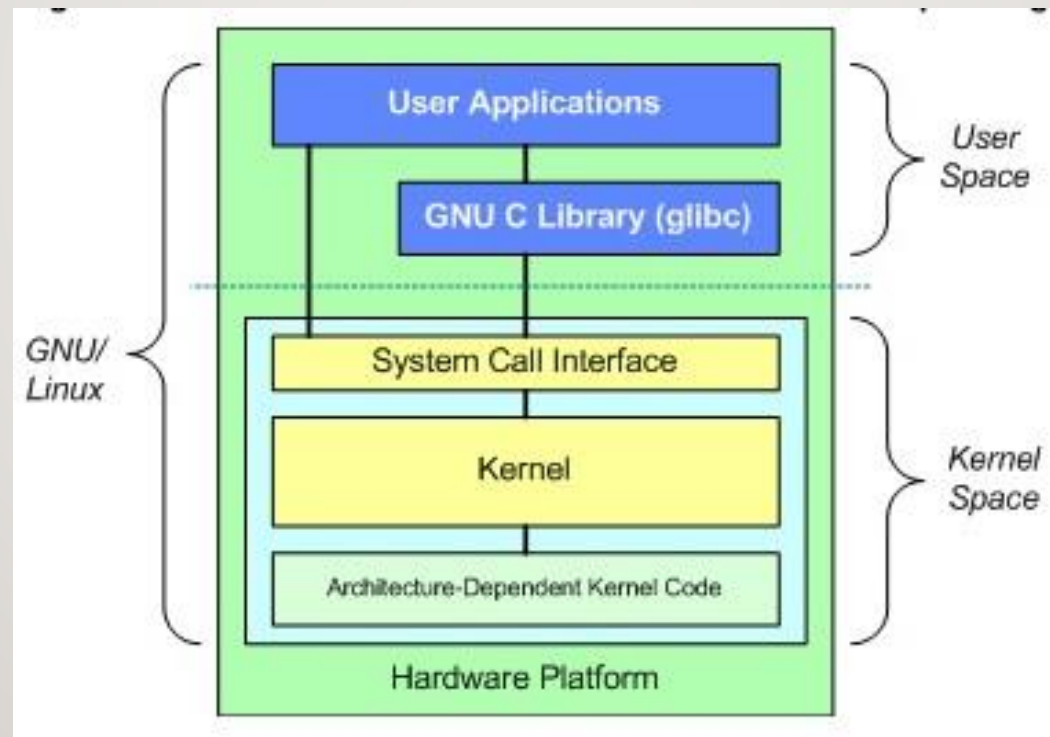 User Applications
User
Space
GNU C Library (glibc)
GNU/
Linux
System Call Interface
Kernel
Kernel
Space
Architecture-Dependent Kernel Code
Hardware Platform